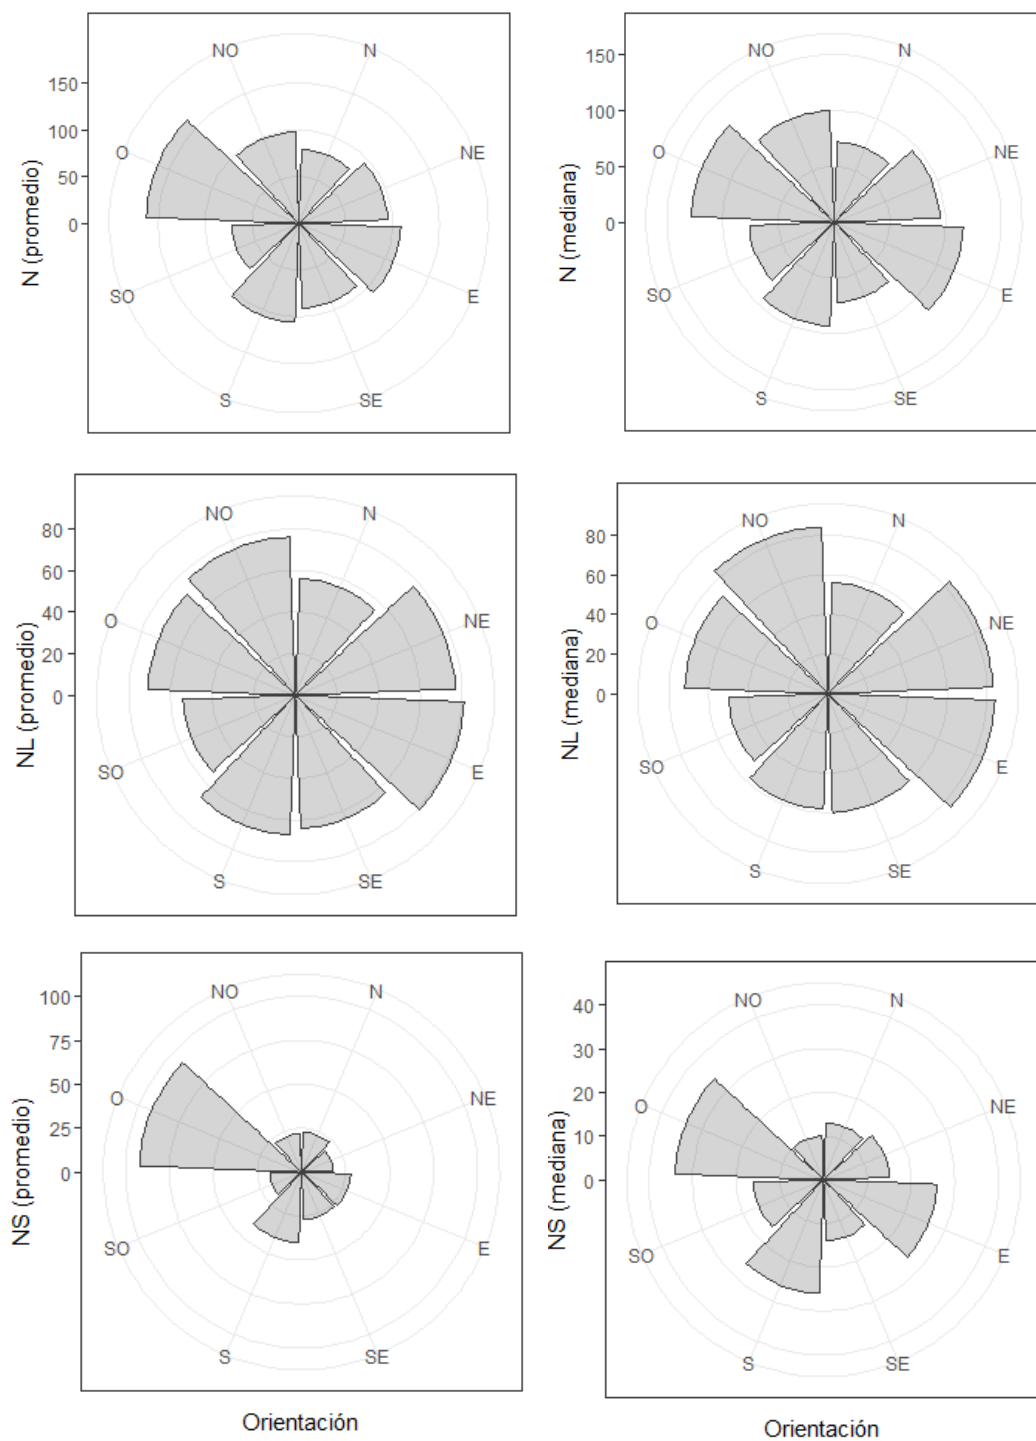 N (promedio)
150
100
50
0
NO
N
O
NE
SO
E
S
SE
N (mediana)
150
100
50
0
NO
N
O
NE
SO
E
S
SE
NL (promedio)
80
60
40
20
0
NO
N
O
NE
SO
E
S
SE
NL (mediana)
80
60
40
20
0
NO
N
O
NE
SO
E
S
SE
NS (promedio)
100
75
50
25
0
NO
N
O
NE
SO
E
S
SE
Orientación
NS (mediana)
40
30
20
10
0
NO
N
O
NE
SO
E
S
SE
Orientación